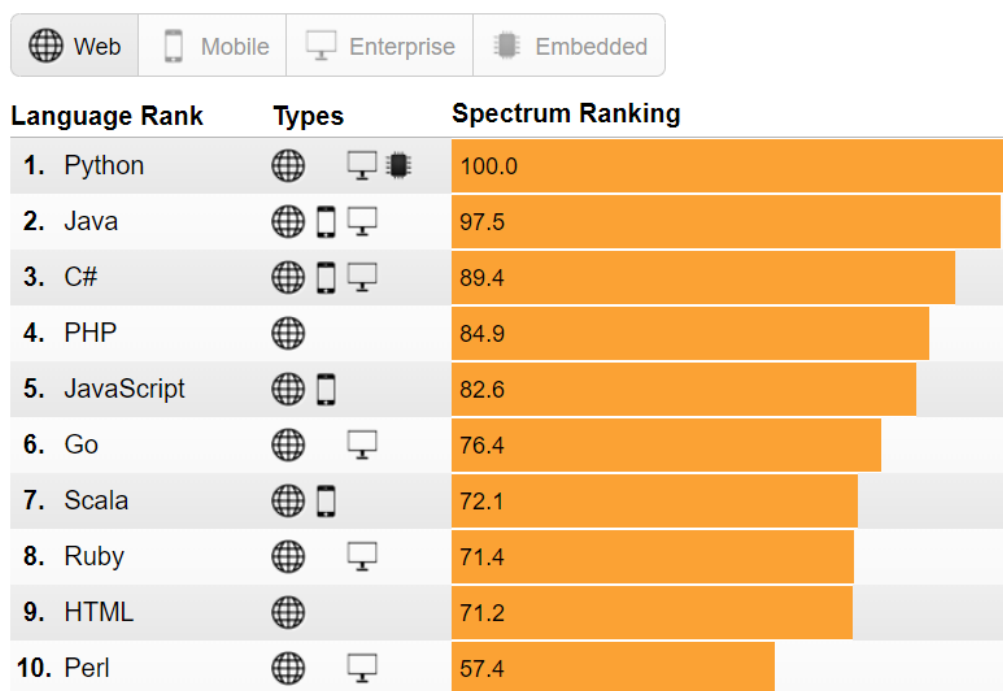 Web Mobile Enterprise Embedded
Language Rank Types Spectrum Ranking
1. Python 100.0
2. Java 97.5
3. C# 89.4
4. PHP 84.9
5. JavaScript 82.6
6. Go 76.4
7. Scala 72.1
8. Ruby 71.4
9. HTML 71.2
10. Perl 57.4